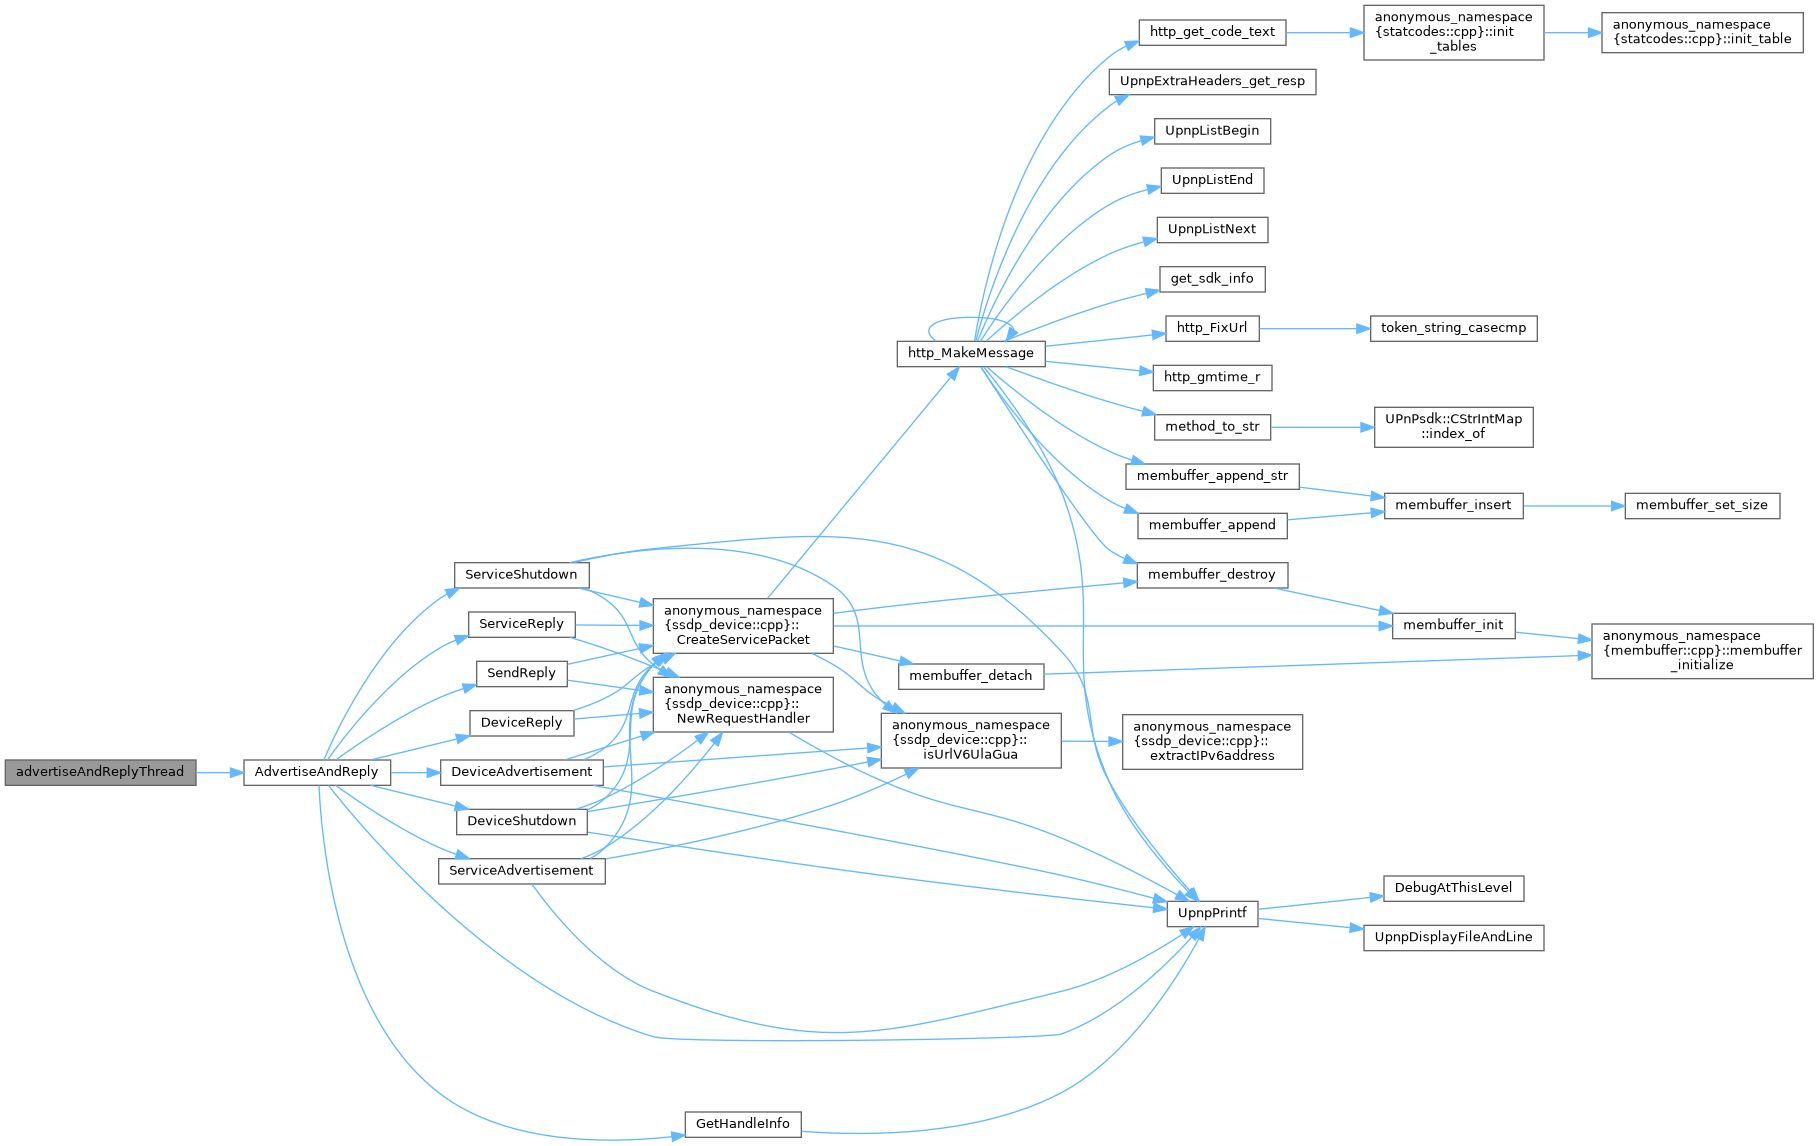 http_get_code_text
anonymous_namespace
{statcodes::cpp}::init
_tables
anonymous_namespace
{statcodes::cpp}::init_table
UpnpExtraHeaders_get_resp
UpnpListBegin
UpnpListEnd
UpnpListNext
get_sdk_info
http_FixUrl
token_string_casecmp
http_MakeMessage
http_gmtime_r
method_to_str
UPnPsdk::CStrIntMap
::index_of
membuffer_append_str
membuffer_insert
membuffer_set_size
membuffer_append
ServiceShutdown
membuffer_destroy
ServiceReply
anonymous_namespace
{ssdp_device::cpp}::
CreateServicePacket
membuffer_init
anonymous_namespace
{membuffer::cpp}::membuffer
_initialize
SendReply
membuffer_detach
DeviceReply
anonymous_namespace
{ssdp_device::cpp}::
NewRequestHandler
anonymous_namespace
{ssdp_device::cpp}::
isUrlV6UlaGua
anonymous_namespace
{ssdp_device::cpp}::
extractIPv6address
advertiseAndReplyThread
AdvertiseAndReply
DeviceAdvertisement
DeviceShutdown
ServiceAdvertisement
DebugAtThisLevel
UpnpPrintf
UpnpDisplayFileAndLine
GetHandleInfo